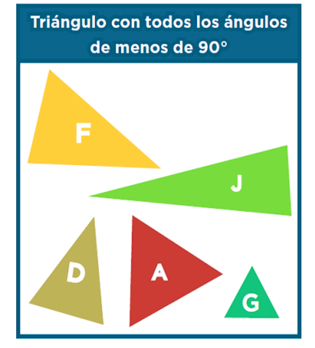 Triángulo con todos los ángulos
de menos de 90°
F
J
D
A
G